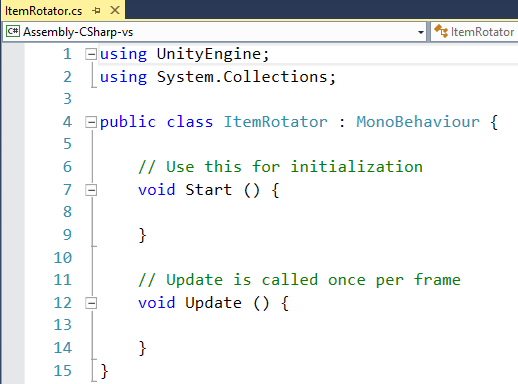 ItemRotator.cs
Assembly-CSharp-vs ItemRotator
1 using UnityEngine;
2 using System.Collections;
3
4 public class ItemRotator : MonoBehaviour {
5
6 // Use this for initialization
7 void Start () {
8
9 }
10
11 // Update is called once per frame
12 void Update () {
13
14 }
15 }